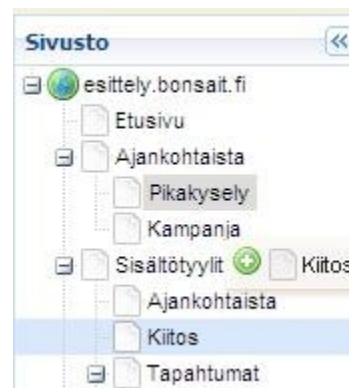 Sivusto
esittely.bonsait.fi
Etusivu
Ajankohtaista
Pikakysely
Kampanja
Sisältötyylit Kiitos
Ajankohtaista
Kiitos
Tapahtumat